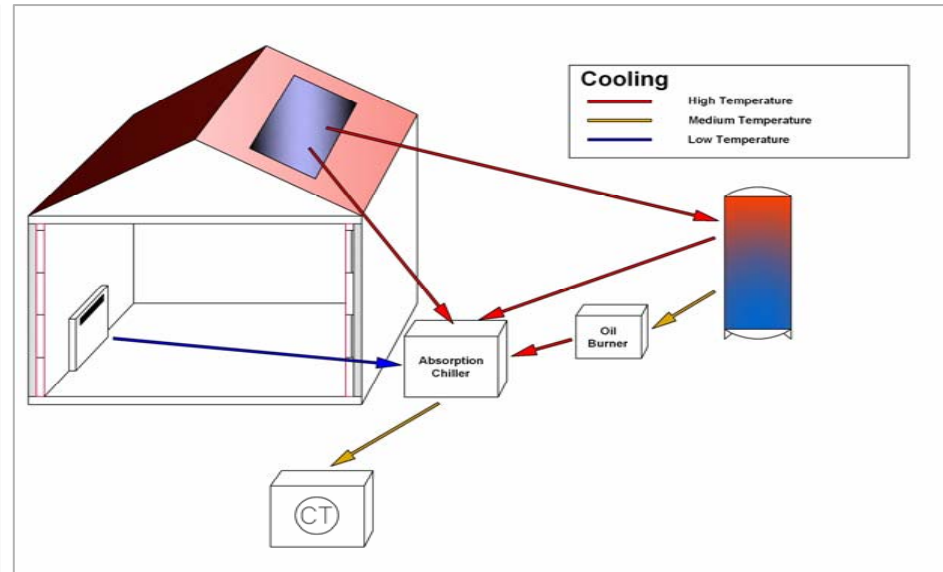 Cooling
High Temperature
Medium Temperature
Low Temperature
Oil
Burner
Absorption
Chiller
CT